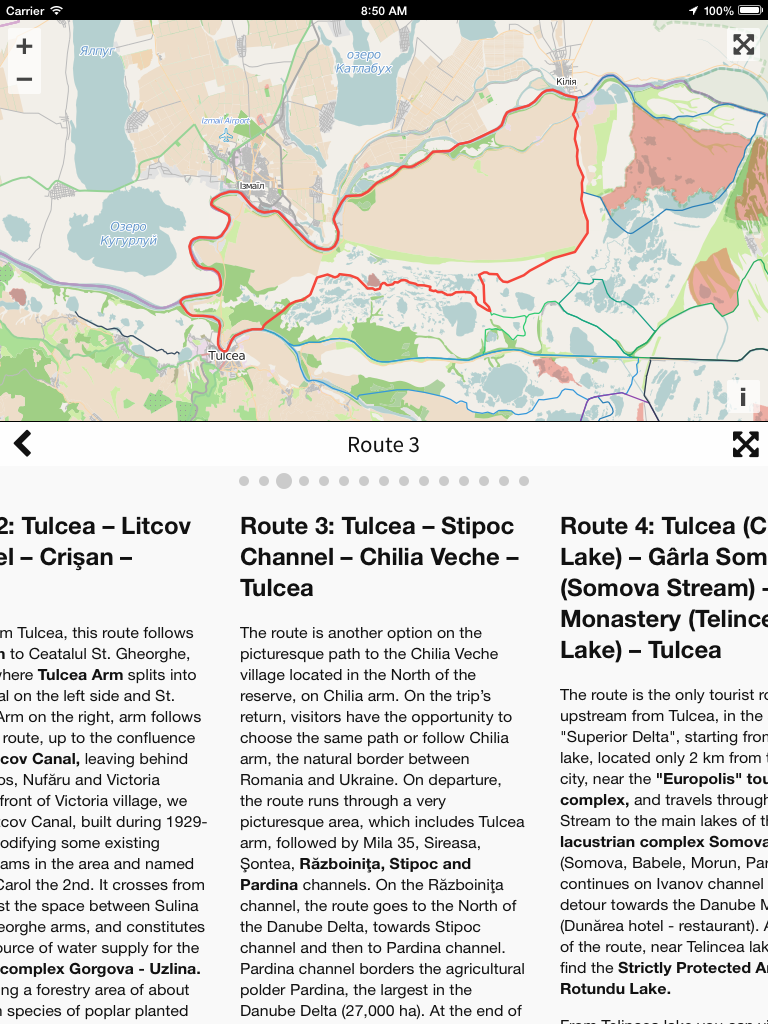 Carrier 8:50 AM 100%
+
−
Ялпуг
озеро
Катлабух
Кілія
Izmail Airport
Ізмаїл
Озеро
Кугурлуй
Tulcea
i
Route 3
2: Tulcea – Litcov
el – Crișan –
m Tulcea, this route follows
n to Ceatalul St. Gheorghe,
where Tulcea Arm splits into
al on the left side and St.
Arm on the right, arm follows
route, up to the confluence
cov Canal, leaving behind
os, Nufăru and Victoria
front of Victoria village, we
tcov Canal, built during 1929-
odifying some existing
ams in the area and named
Carol the 2nd. It crosses from
st the space between Sulina
eorghe arms, and constitutes
ource of water supply for the
complex Gorgova - Uzlina.
ng a forestry area of about
n species of poplar planted
Route 3: Tulcea – Stipoc
Channel – Chilia Veche –
Tulcea
The route is another option on the
picturesque path to the Chilia Veche
village located in the North of the
reserve, on Chilia arm. On the trip’s
return, visitors have the opportunity to
choose the same path or follow Chilia
arm, the natural border between
Romania and Ukraine. On departure,
the route runs through a very
picturesque area, which includes Tulcea
arm, followed by Mila 35, Sireasa,
Şontea, Războiniţa, Stipoc and
Pardina channels. On the Războiniţa
channel, the route goes to the North of
the Danube Delta, towards Stipoc
channel and then to Pardina channel.
Pardina channel borders the agricultural
polder Pardina, the largest in the
Danube Delta (27,000 ha). At the end of
Route 4: Tulcea (C
Lake) – Gârla Som
(Somova Stream) -
Monastery (Telince
Lake) – Tulcea
The route is the only tourist ro
upstream from Tulcea, in the
"Superior Delta", starting from
lake, located only 2 km from t
city, near the "Europolis" tou
complex, and travels through
Stream to the main lakes of th
lacustrian complex Somova
(Somova, Babele, Morun, Par
continues on Ivanov channel
detour towards the Danube M
(Dunărea hotel - restaurant). A
of the route, near Telincea lak
find the Strictly Protected Ar
Rotundu Lake.
From Telincea lake you can vi